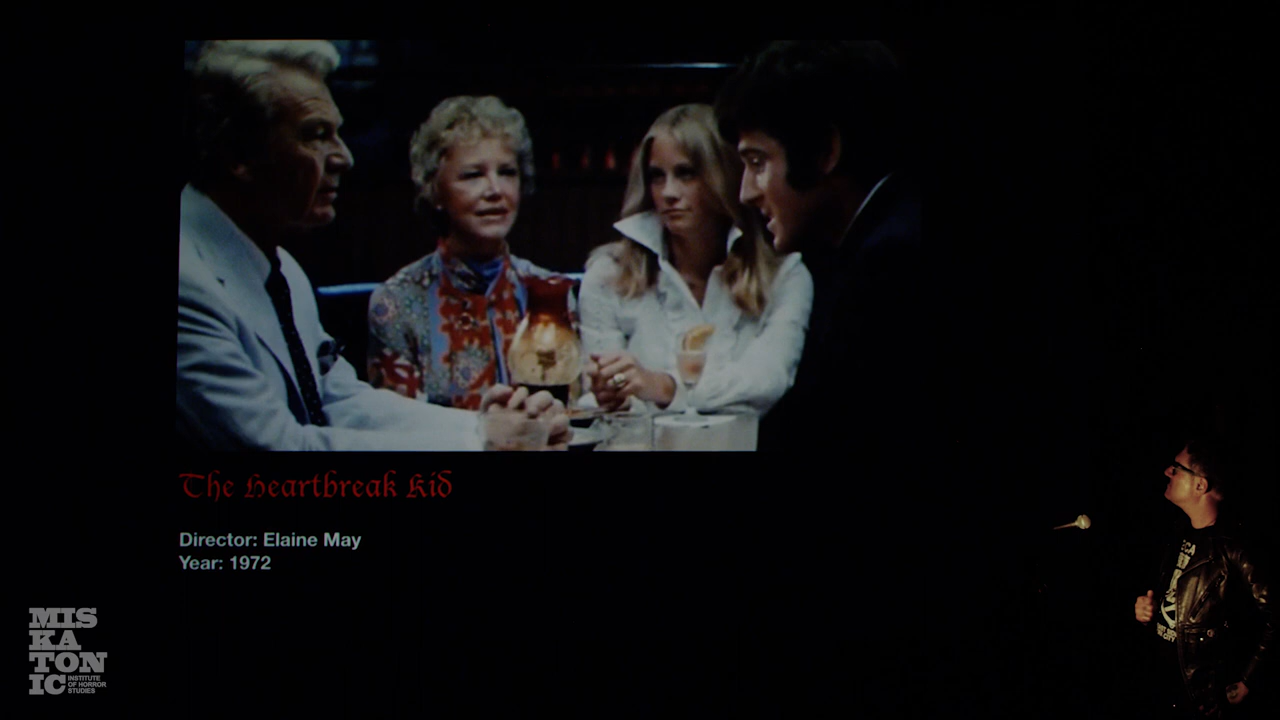 The Heartbreak Kid
Director: Elaine May
Year: 1972
MIS
KA
TON
IC INSTITUTE
OF HORROR
STUDIES